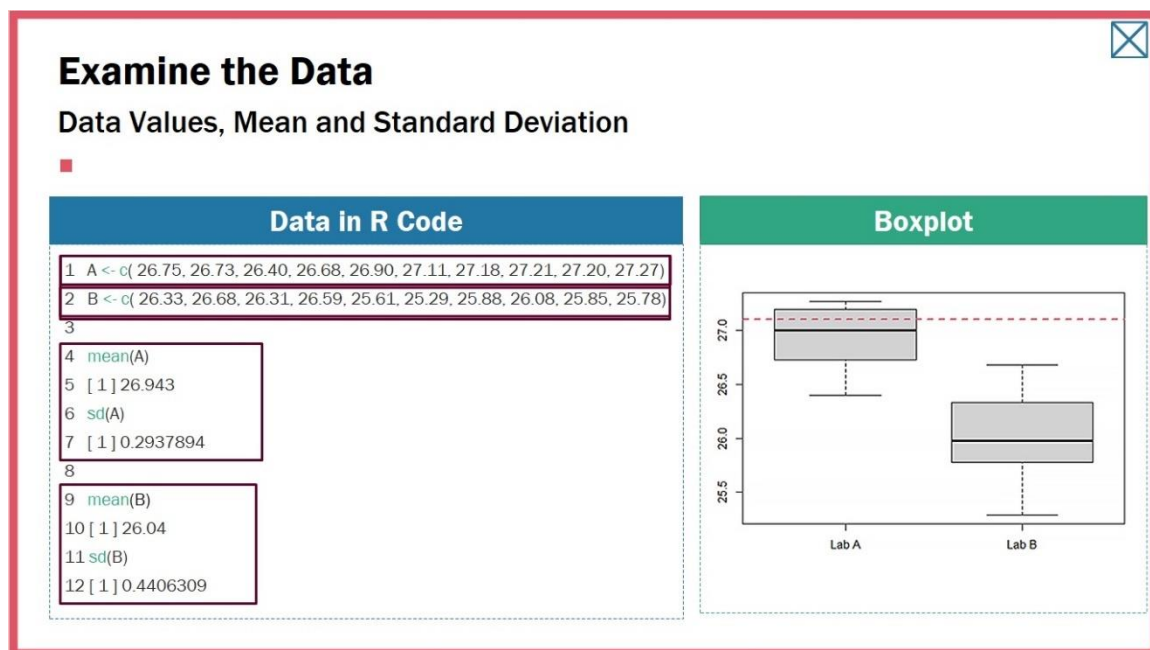 Examine the Data
Data Values, Mean and Standard Deviation
Data in R Code
1 A <- c( 26.75, 26.73, 26.40, 26.68, 26.90, 27.11, 27.18, 27.21, 27.20, 27.27)
2 B <- c( 26.33, 26.68, 26.31, 26.59, 25.61, 25.29, 25.88, 26.08, 25.85, 25.78)
3
4 mean(A)
5 [ 1 ] 26.943
6 sd(A)
7 [ 1 ] 0.2937894
8
9 mean(B)
10 [ 1 ] 26.04
11 sd(B)
12 [ 1 ] 0.4406309
Boxplot
27.0
26.5
26.0
25.5
Lab A Lab B